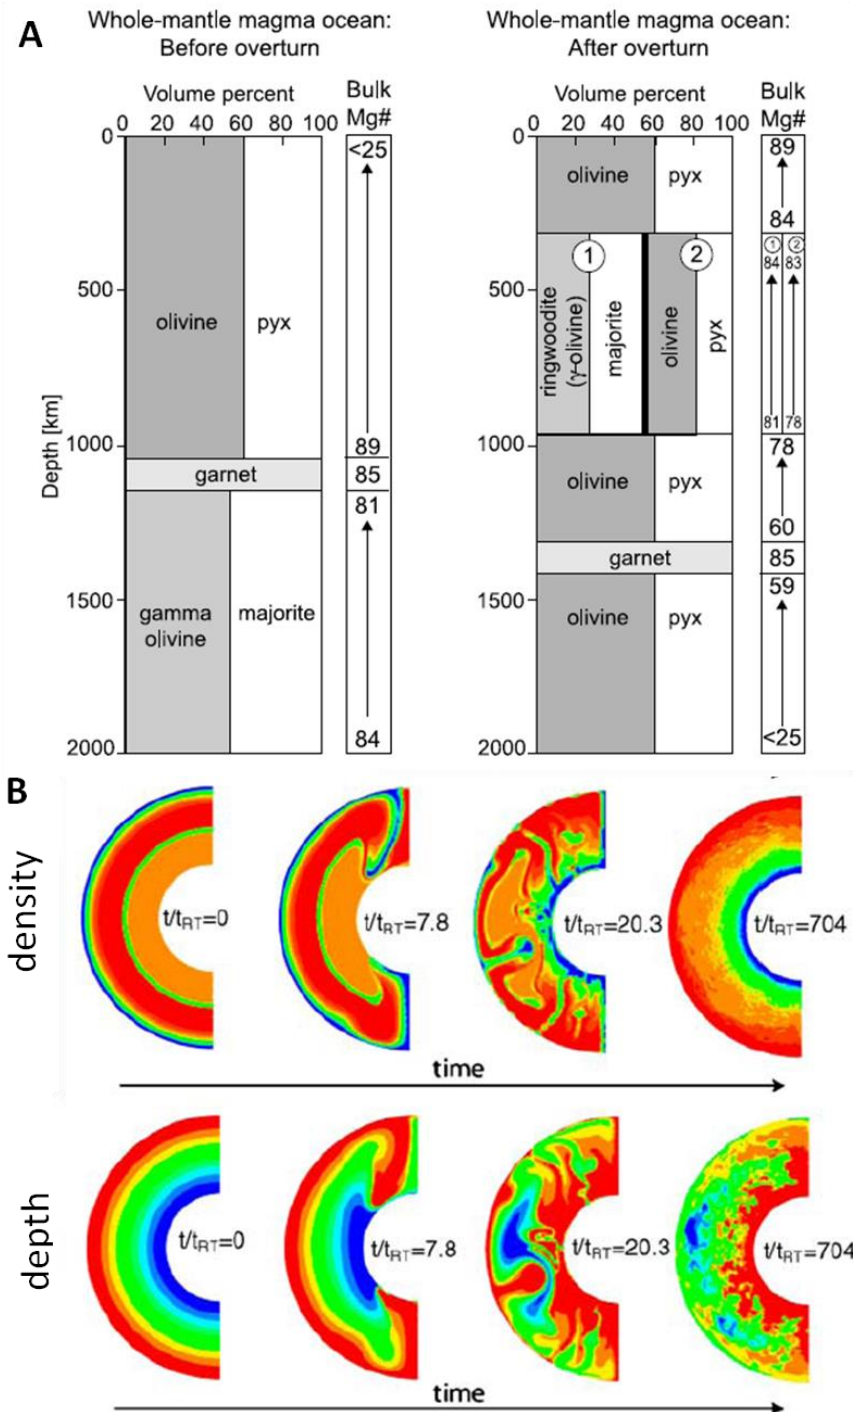 A
Whole-mantle magma ocean:
Before overturn
Volume percent
0 20 40 60 80 100
Bulk
Mg#
Depth [km]
0
500
1000
1500
2000
olivine
pyx
garnet
gamma
olivine
majorite
<25
89
85
81
84
Whole-mantle magma ocean:
After overturn
Volume percent
0 20 40 60 80 100
Bulk
Mg#
0
500
1000
1500
2000
olivine
pyx
ringwoodite
(γ-olivine)
1
majorite
olivine
2
pyx
olivine
pyx
garnet
olivine
pyx
89
84
1 2
84 83
81 78
78
60
85
59
<25
B
density
t/tRT=0
t/tRT=7.8
t/tRT=20.3
t/tRT=704
time
depth
t/tRT=0
t/tRT=7.8
t/tRT=20.3
t/tRT=704
time